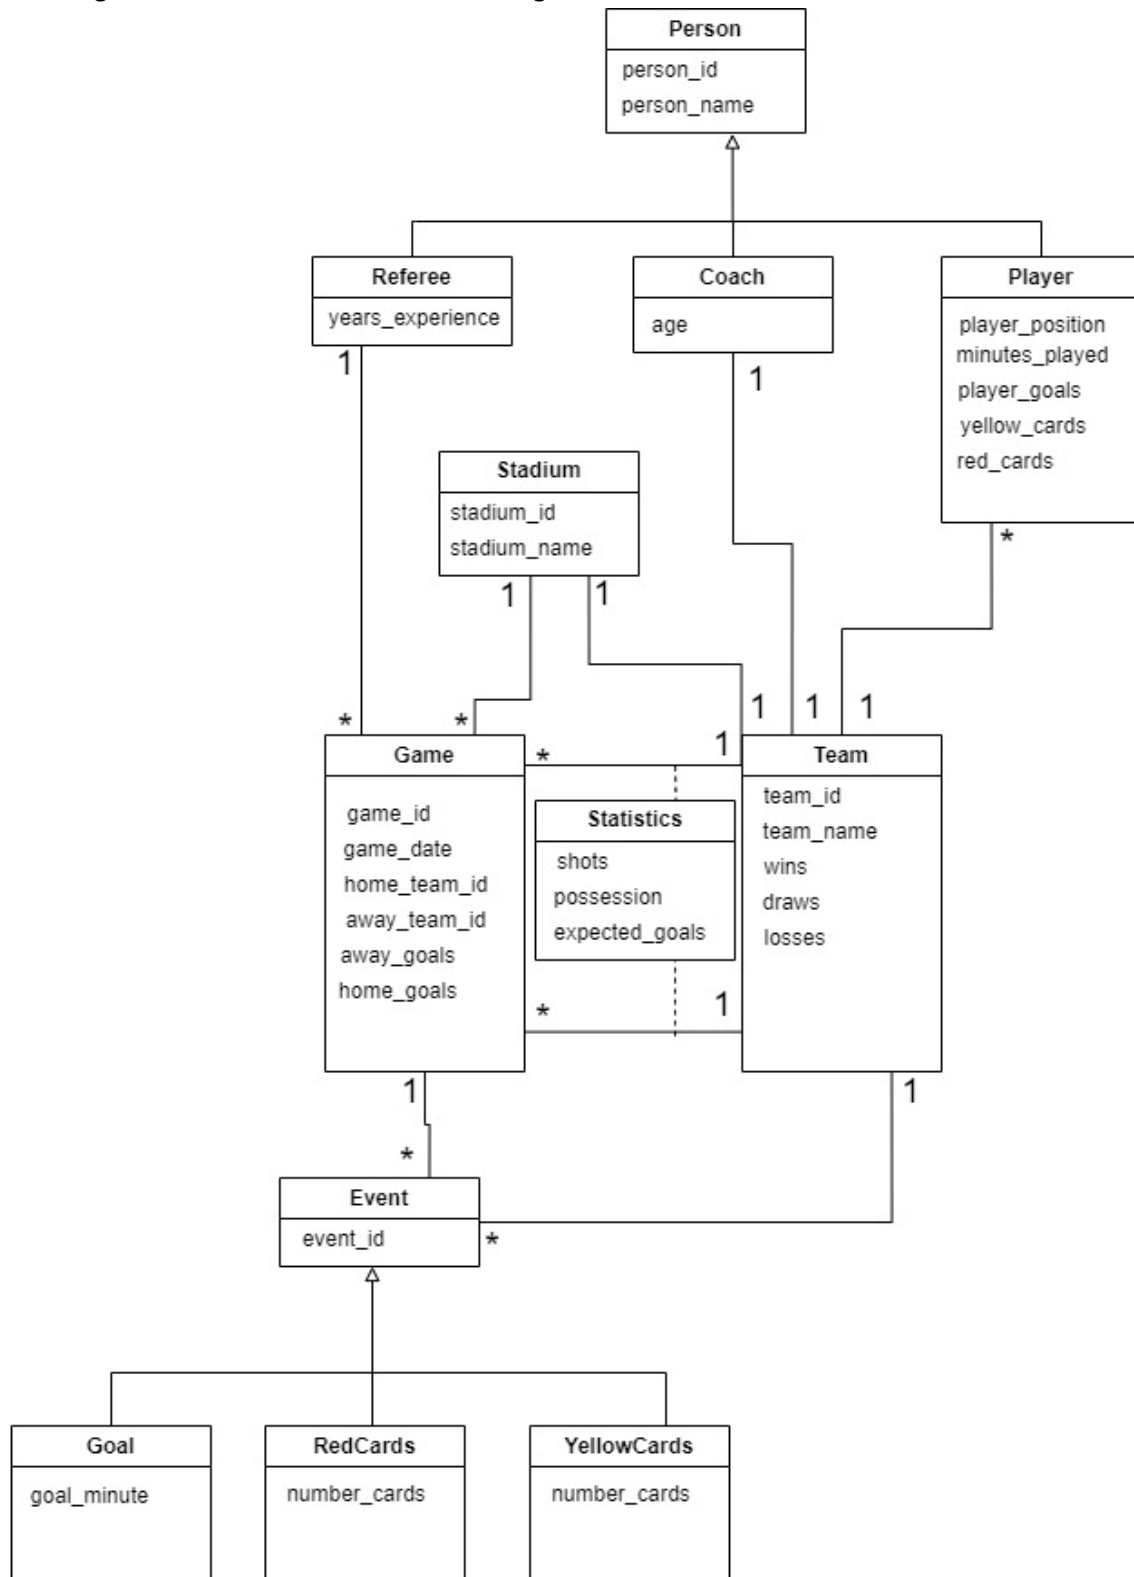 Person
person_id
person_name
Referee
years_experience
1
Coach
age
1
Player
player_position
minutes_played
player_goals
yellow_cards
red_cards
*
Stadium
stadium_id
stadium_name
1
1
*
*
1
1
1
Game
game_id
game_date
home_team_id
away_team_id
away_goals
home_goals
*
1
Statistics
shots
possession
expected_goals
*
1
Team
team_id
team_name
wins
draws
losses
1
*
1
Event
event_id
*
Goal
goal_minute
RedCards
number_cards
YellowCards
number_cards